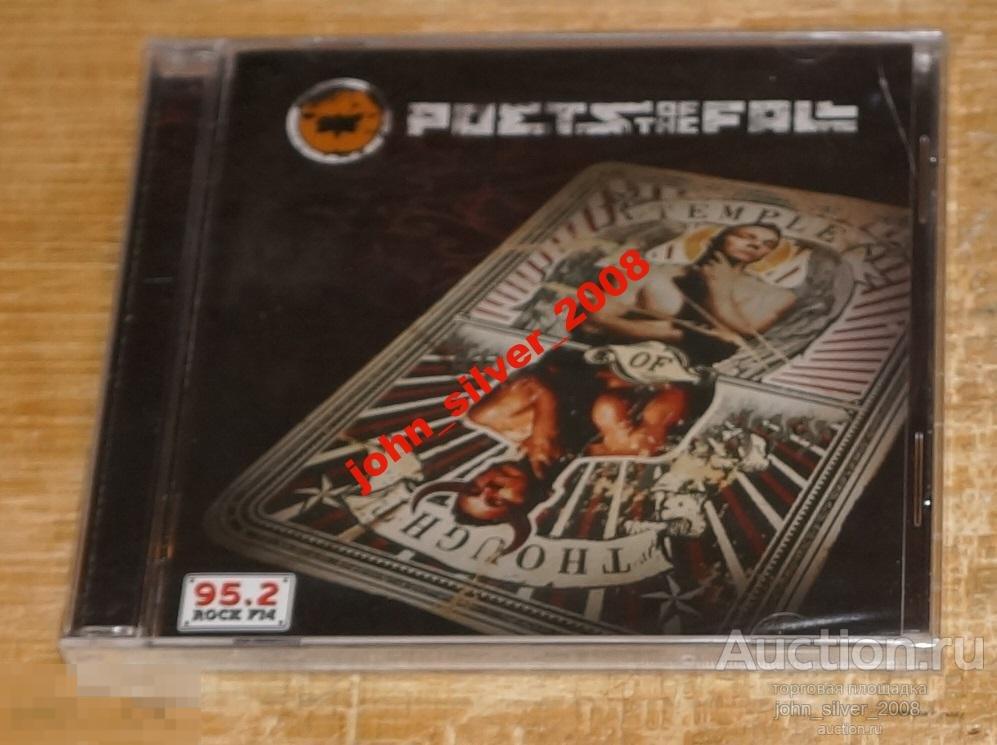 POETS OF THE FALL
TEMPLE
OF
THOUGHT
95.2
ROCK FM
john_silver_2008
Auction.ru
торговая площадка
john_silver_2008
auction.ru